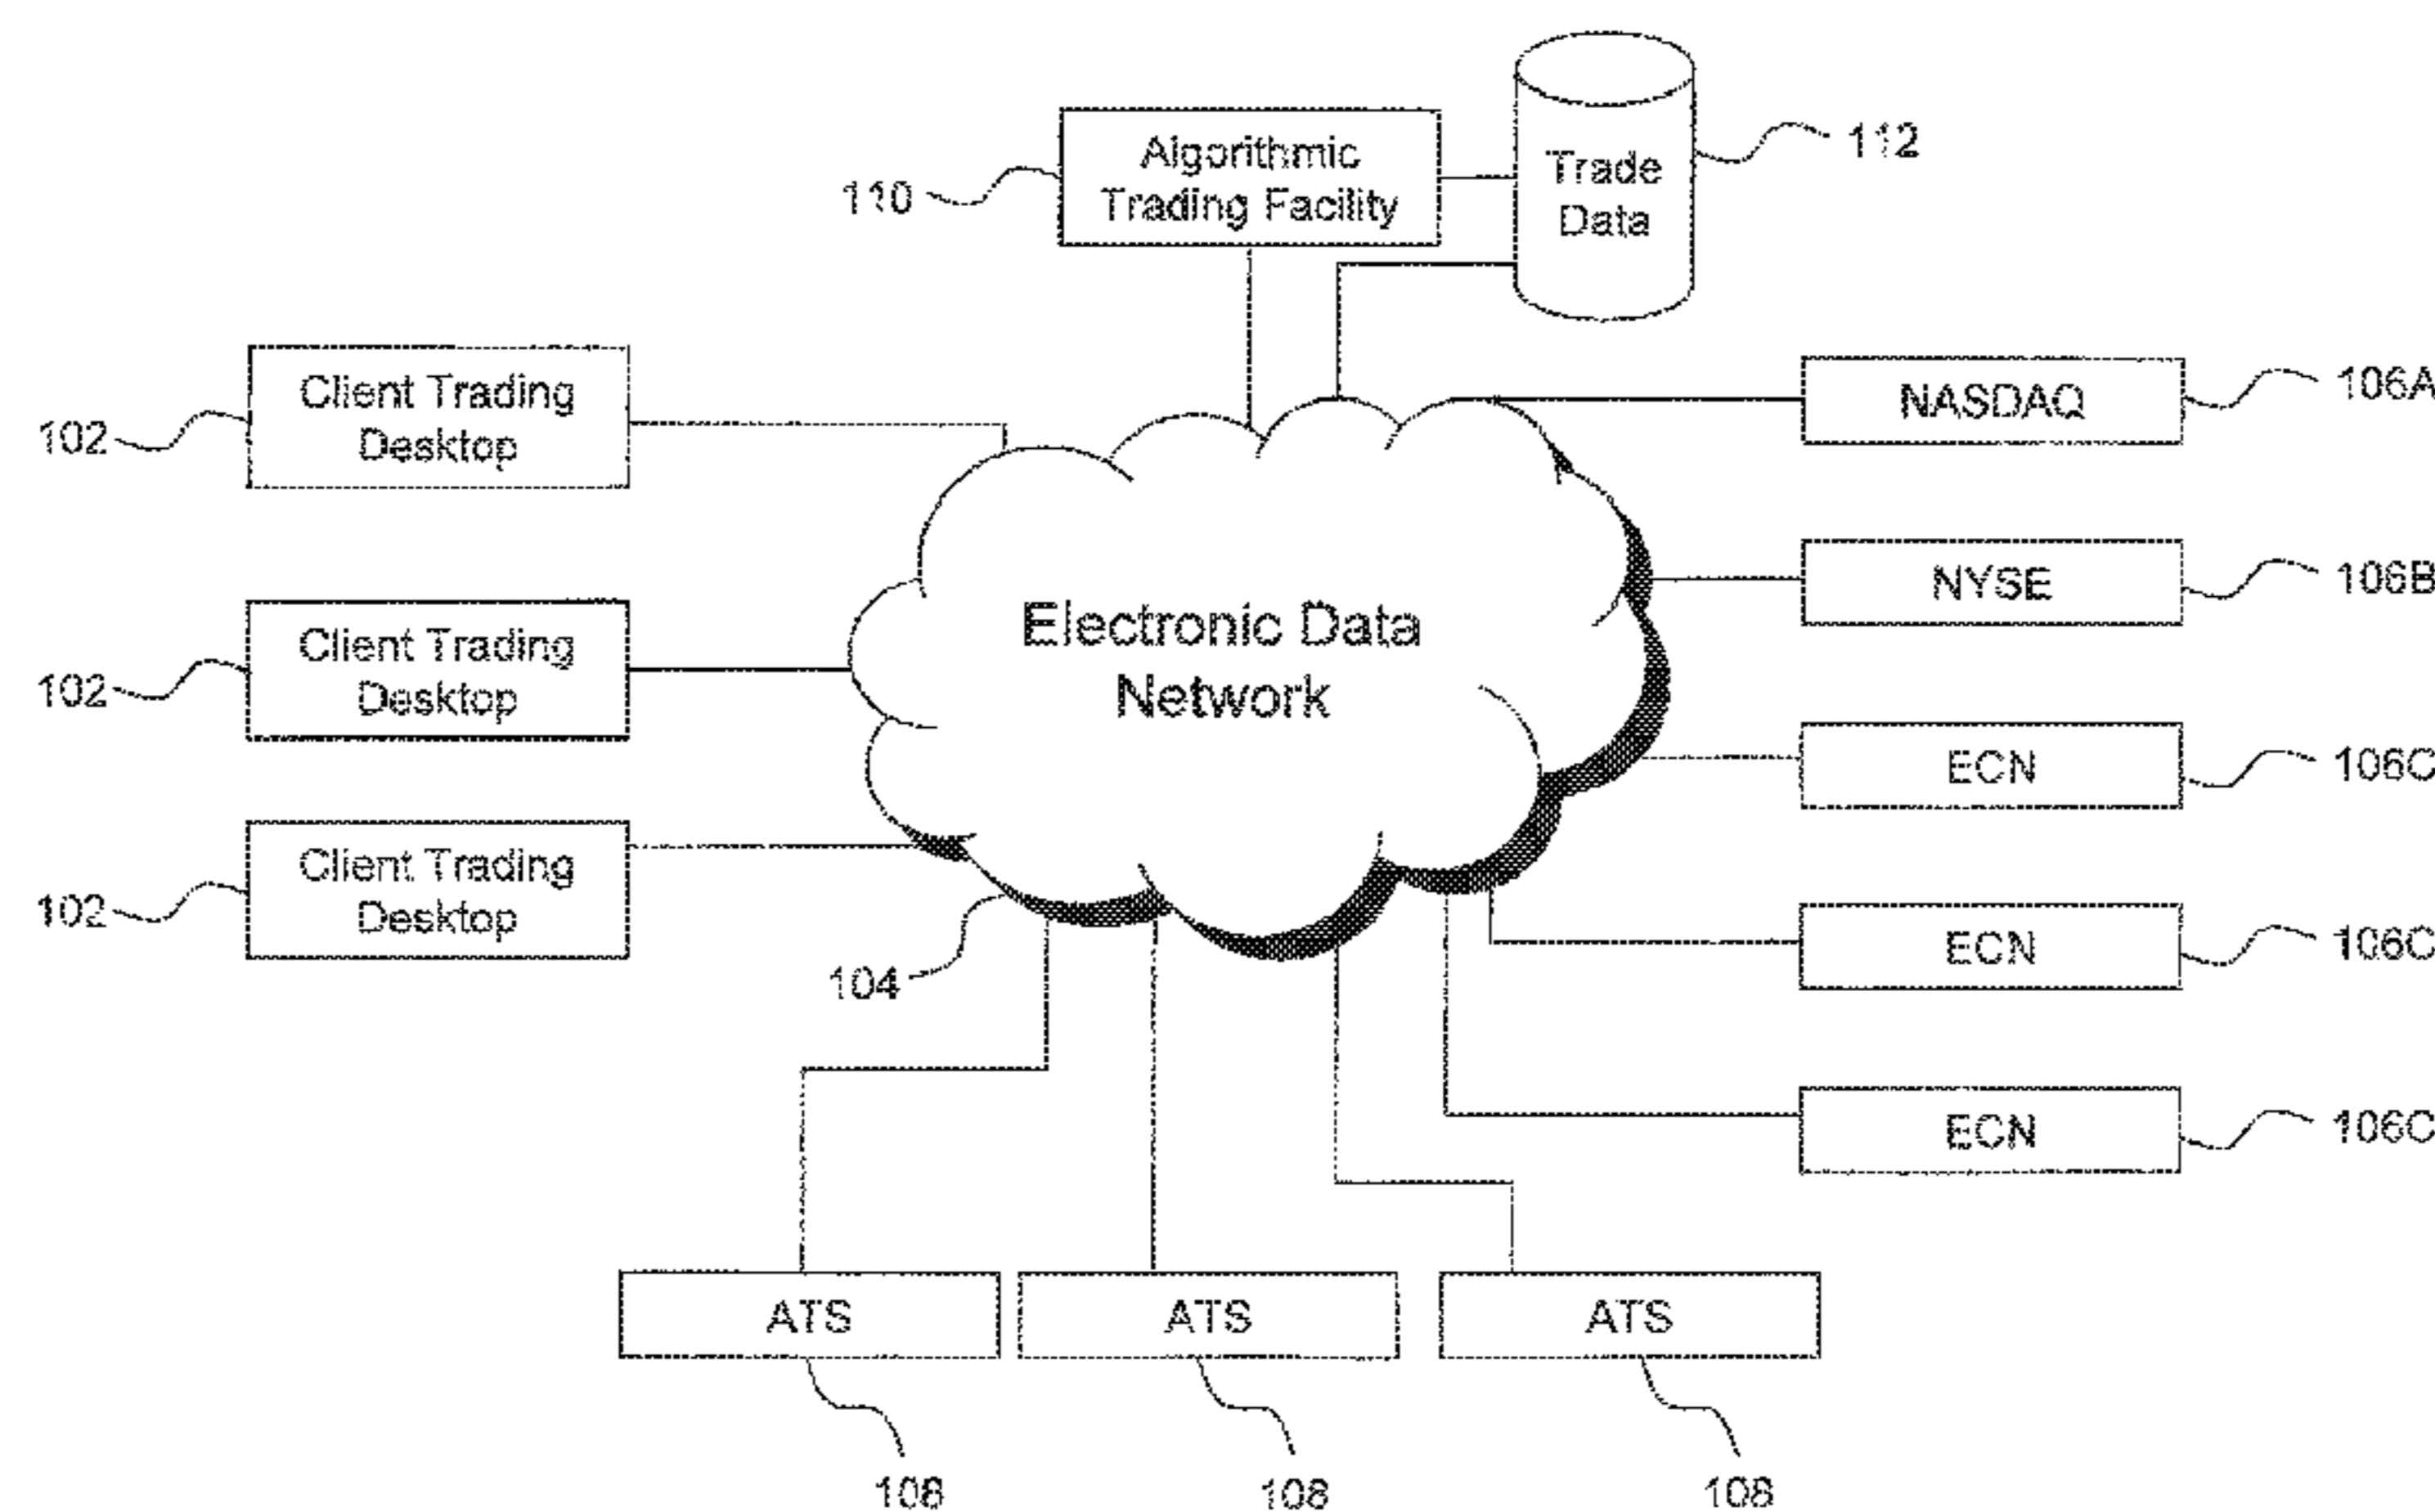 112
Algorithmic
Trading Facility
110
Trade
Data
Client Trading
Desktop
102
NASDAQ
106A
NYSE
106B
Electronic Data
Network
Client Trading
Desktop
102
ECN
106C
Client Trading
Desktop
102
ECN
106C
104
ECN
106C
ATS
ATS
ATS
108
108
108